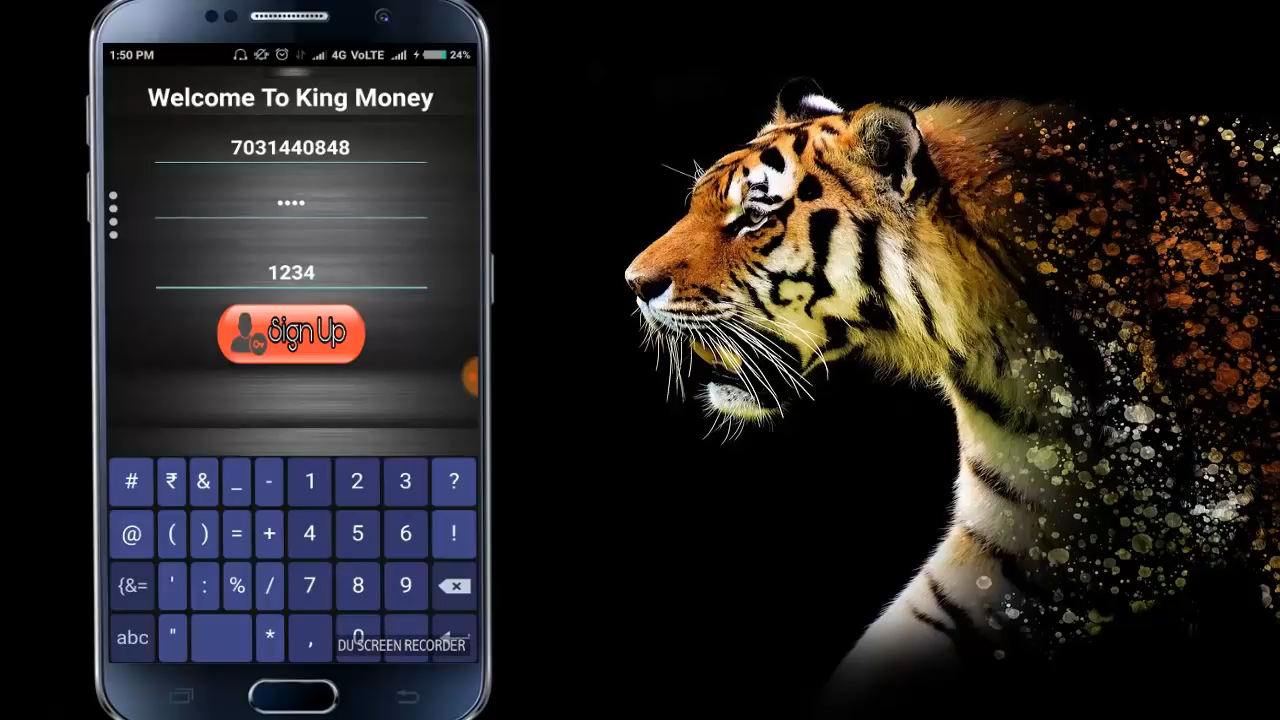 1:50 PM 4G VoLTE 24%
Welcome To King Money
7031440848
••••
1234
Sign Up
# ₹ & _ - 1 2 3 ?
@ ( ) = + 4 5 6 !
{&= ' : % / 7 8 9
abc " * , 0
DU SCREEN RECORDER